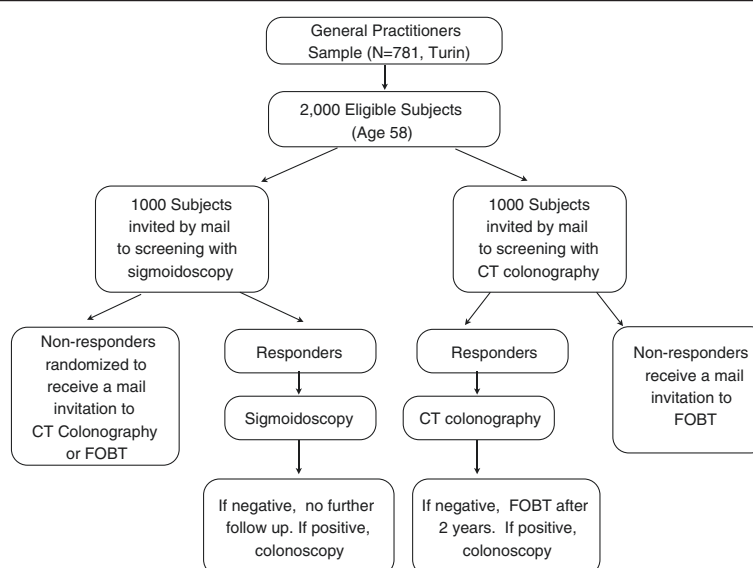 General Practitioners
Sample (N=781, Turin)
2,000 Eligible Subjects
(Age 58)
1000 Subjects
invited by mail
to screening with
sigmoidoscopy
1000 Subjects
invited by mail
to screening with
CT colonography
Non-responders
randomized to
receive a mail
invitation to
CT Colonography
or FOBT
Responders
Responders
Non-responders
receive a mail
invitation to
FOBT
Sigmoidoscopy
CT colonography
If negative, no further
follow up. If positive,
colonoscopy
If negative, FOBT after
2 years. If positive,
colonoscopy